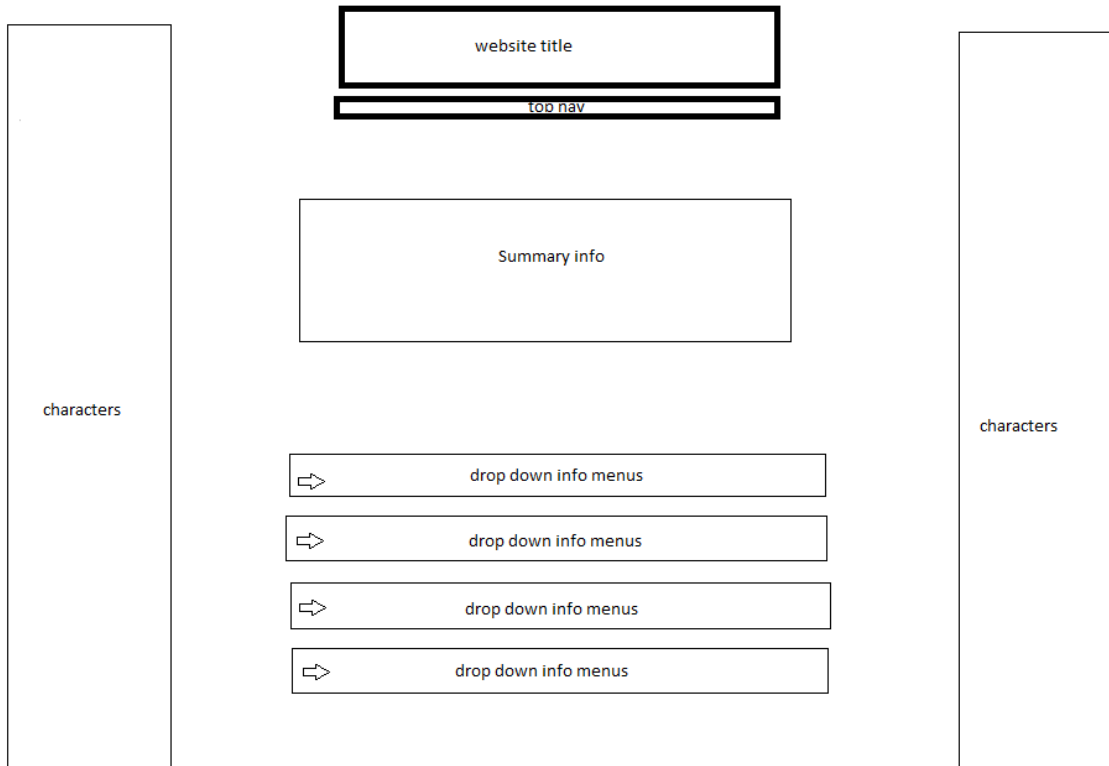 website title
top nav
Summary info
characters
characters
drop down info menus
drop down info menus
drop down info menus
drop down info menus